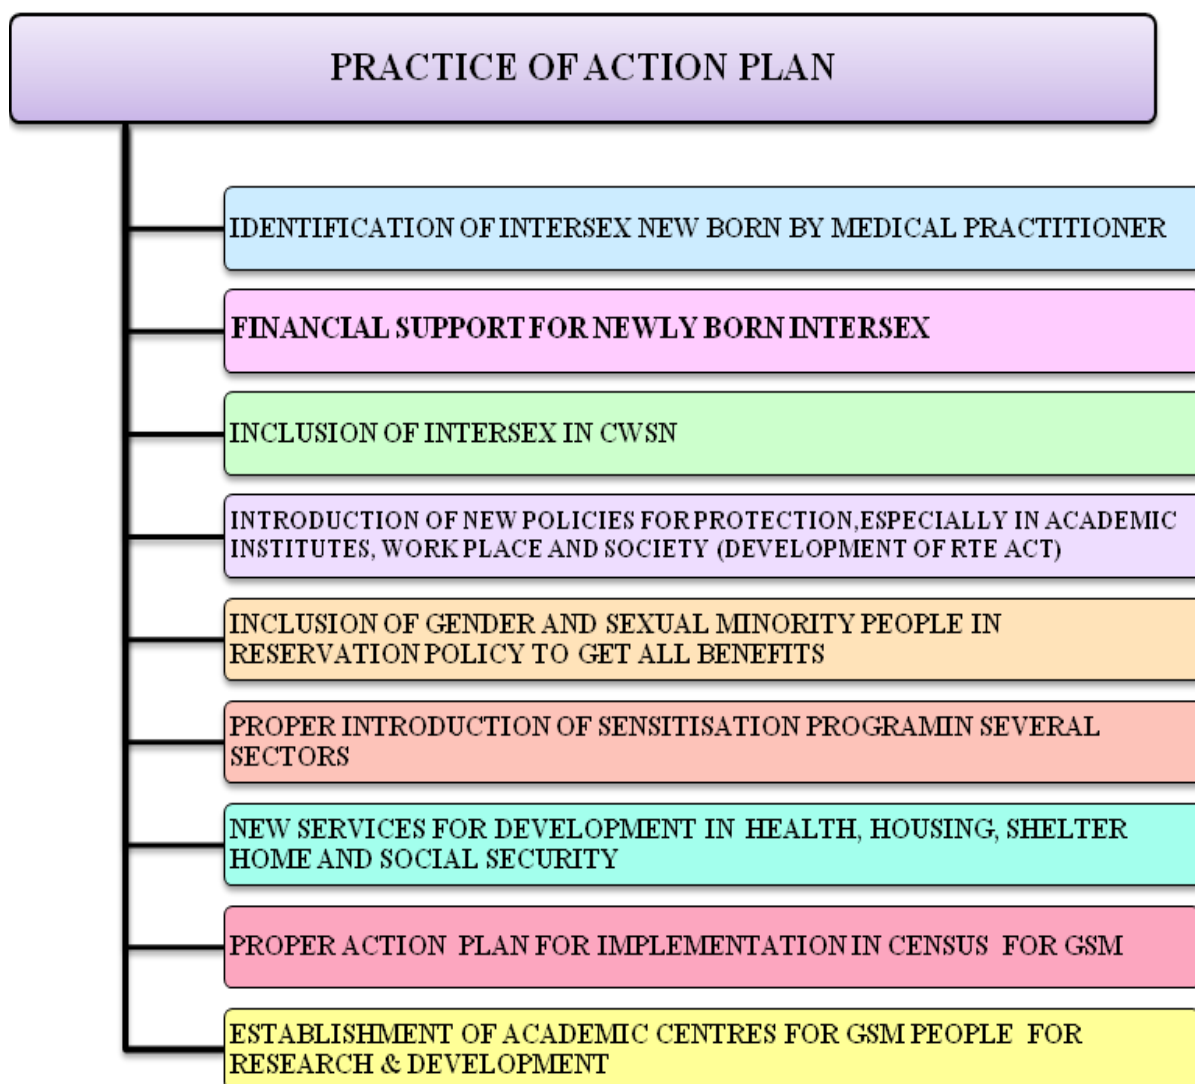 PRACTICE OF ACTION PLAN
IDENTIFICATION OF INTERSEX NEW BORN BY MEDICAL PRACTITIONER
FINANCIAL SUPPORT FOR NEWLY BORN INTERSEX
INCLUSION OF INTERSEX IN CWSN
INTRODUCTION OF NEW POLICIES FOR PROTECTION,ESPECIALLY IN ACADEMIC
INSTITUTES, WORK PLACE AND SOCIETY (DEVELOPMENT OF RTE ACT)
INCLUSION OF GENDER AND SEXUAL MINORITY PEOPLE IN
RESERVATION POLICY TO GET ALL BENEFITS
PROPER INTRODUCTION OF SENSITISATION PROGRAMIN SEVERAL
SECTORS
NEW SERVICES FOR DEVELOPMENT IN HEALTH, HOUSING, SHELTER
HOME AND SOCIAL SECURITY
PROPER ACTION PLAN FOR IMPLEMENTATION IN CENSUS FOR GSM
ESTABLISHMENT OF ACADEMIC CENTRES FOR GSM PEOPLE FOR
RESEARCH & DEVELOPMENT